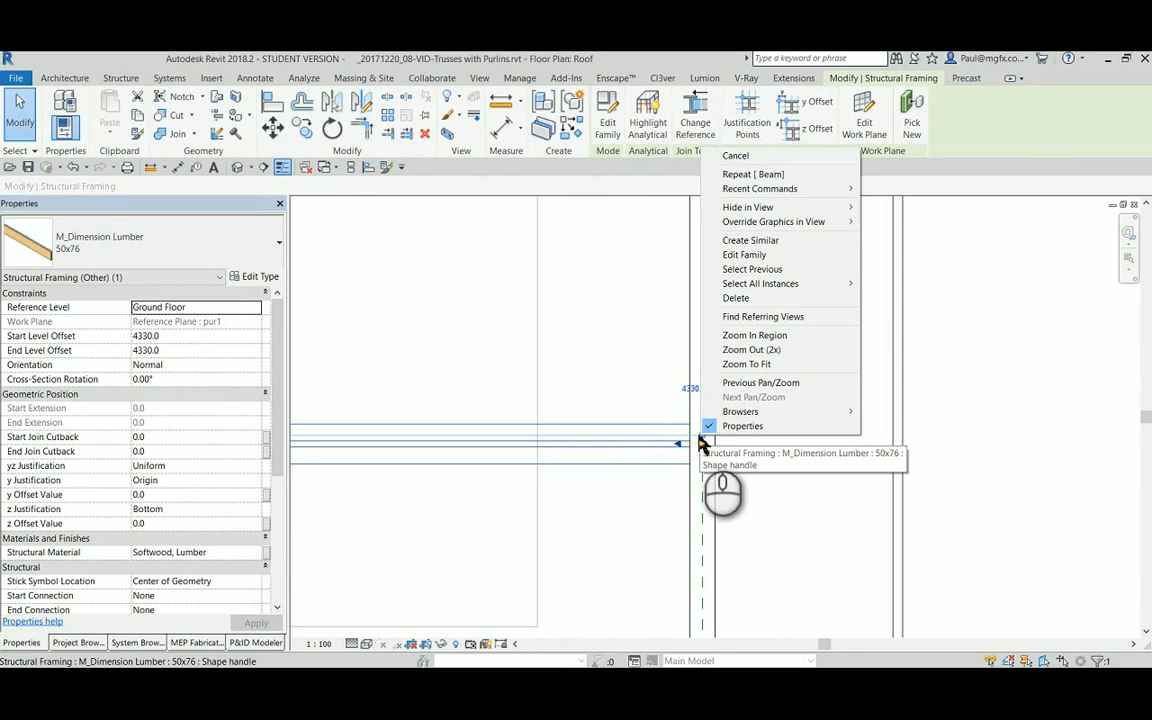 Autodesk Revit 2018.2 - STUDENT VERSION - _20171220_08-VID-Trusses with Purlins.rvt - Floor Plan: Roof
Type a keyword or phrase
Paul@mgfx.co...
File Architecture Structure Systems Insert Annotate Analyze Massing & Site Collaborate View Manage Add-Ins Enscape™ CI3ver Lumion V-Ray Extensions Modify | Structural Framing Precast
Modify
Paste
Notch
Cut
Join
Edit Family
Highlight Analytical
Change Reference
Justification Points
y Offset
z Offset
Edit Work Plane
Pick New
Select Properties Clipboard Geometry Modify View Measure Create Mode Analytical Join To Work Plane
Modify | Structural Framing
Properties
M_Dimension Lumber
50x76
Structural Framing (Other) (1) Edit Type
Constraints
Reference Level Ground Floor
Work Plane Reference Plane : pur1
Start Level Offset 4330.0
End Level Offset 4330.0
Orientation Normal
Cross-Section Rotation 0.00°
Geometric Position
Start Extension 0.0
End Extension 0.0
Start Join Cutback 0.0
End Join Cutback 0.0
yz Justification Uniform
y Justification Origin
y Offset Value 0.0
z Justification Bottom
z Offset Value 0.0
Materials and Finishes
Structural Material Softwood, Lumber
Structural
Stick Symbol Location Center of Geometry
Start Connection None
End Connection None
Properties help Apply
Properties Project Brow... System Brow... MEP Fabricat... P&ID Modeler
Cancel
Repeat [ Beam]
Recent Commands
Hide in View
Override Graphics in View
Create Similar
Edit Family
Select Previous
Select All Instances
Delete
Find Referring Views
Zoom In Region
Zoom Out (2x)
Zoom To Fit
Previous Pan/Zoom
Next Pan/Zoom
Browsers
Properties
4330.
Structural Framing : M_Dimension Lumber : 50x76 :
Shape handle
1 : 100
Structural Framing : M_Dimension Lumber : 50x76 : Shape handle
:0
Main Model
:1